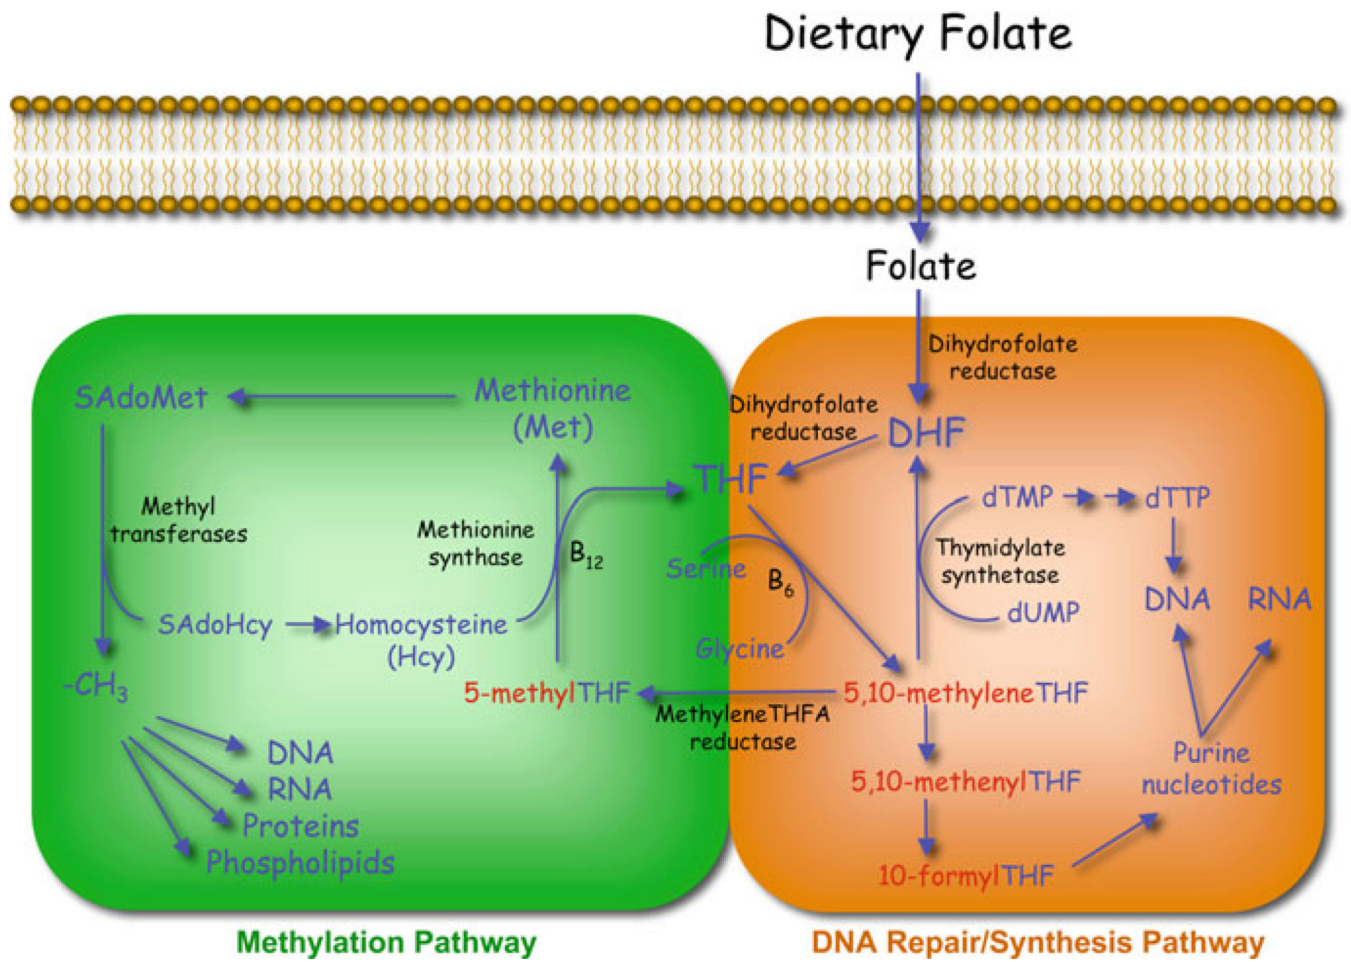 Dietary Folate
Folate
Dihydrofolate
reductase
SAdoMet
Methionine
(Met)
Dihydrofolate
reductase
DHF
THF
Methyl
transferases
Methionine
synthase
B12
Serine
B6
Glycine
dTMP
dTTP
Thymidylate
synthetase
dUMP
DNA
RNA
SAdoHcy
Homocysteine
(Hcy)
-CH3
5-methylTHF
MethyleneTHFA
reductase
5,10-methyleneTHF
DNA
RNA
Proteins
Phospholipids
5,10-methenylTHF
Purine
nucleotides
10-formylTHF
Methylation Pathway
DNA Repair/Synthesis Pathway